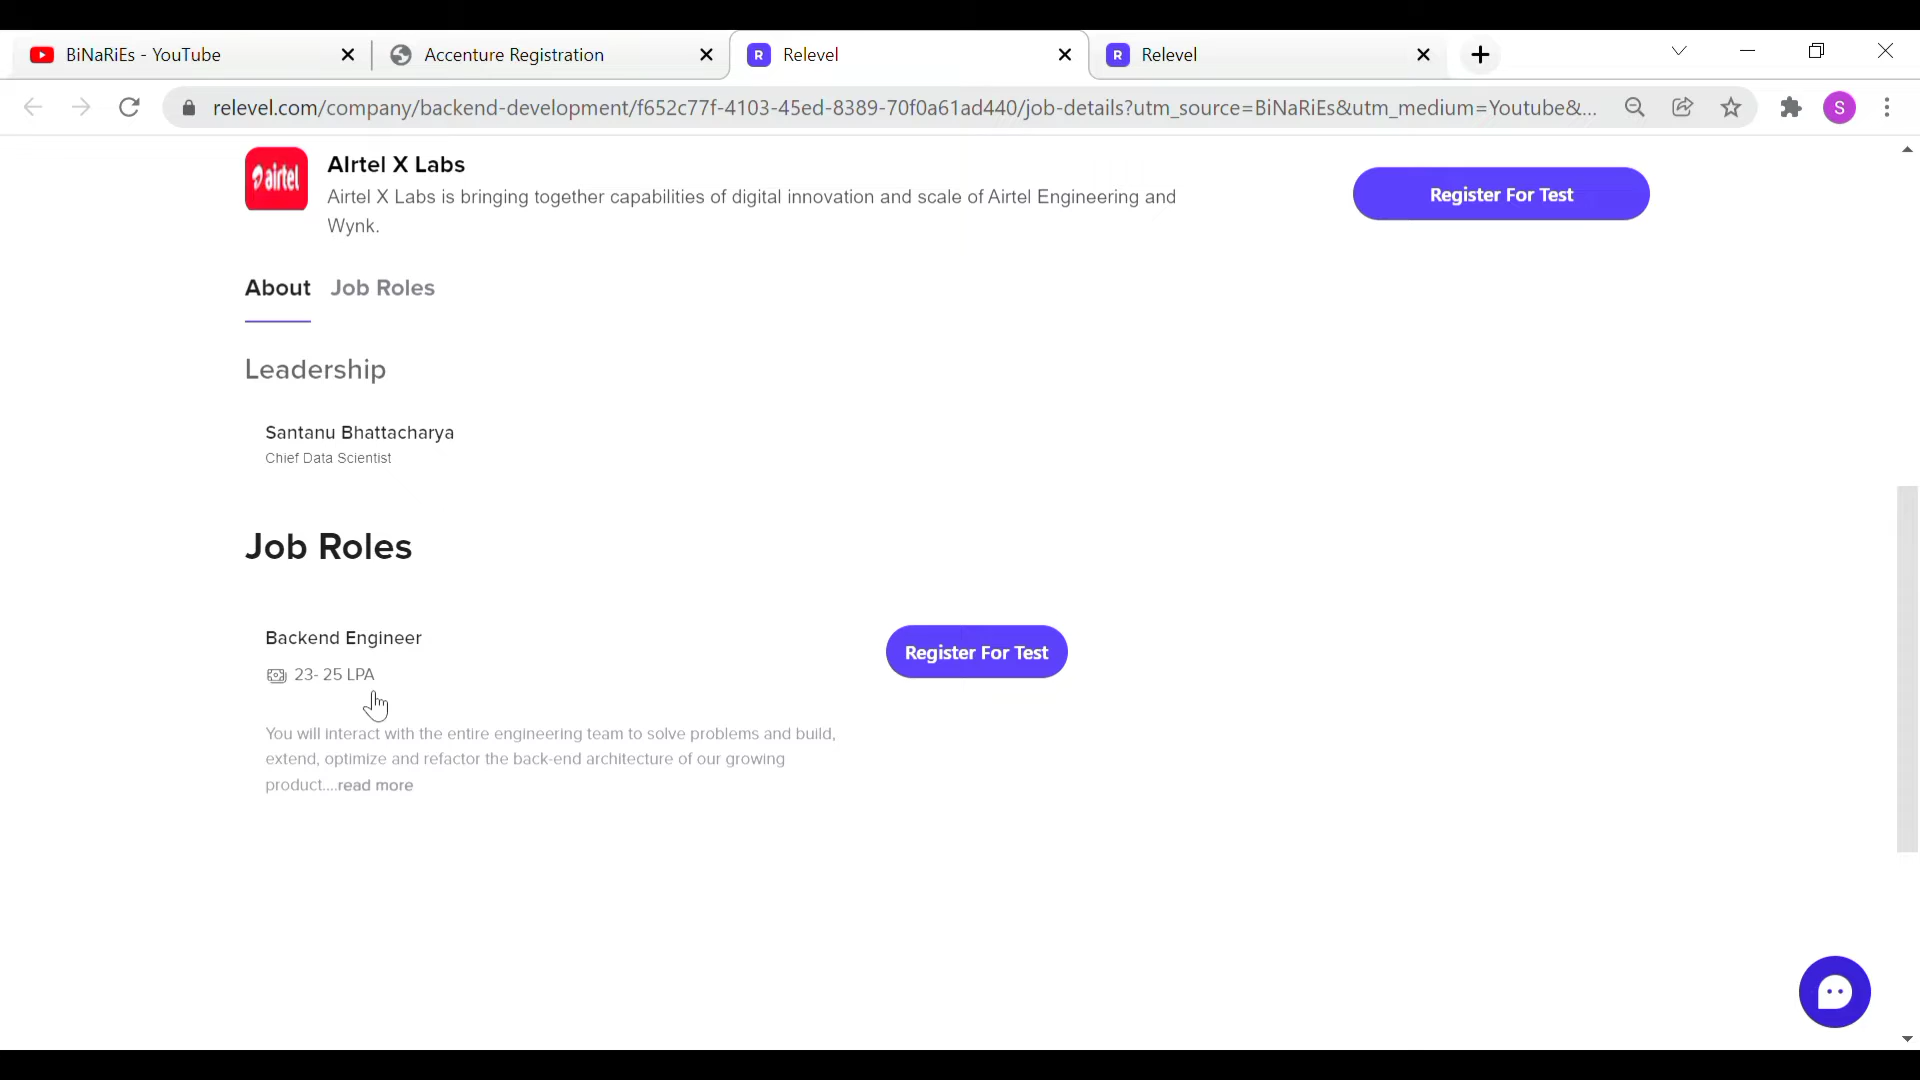 BiNaRiEs - YouTube
Accenture Registration
R Relevel
R Relevel
relevel.com/company/backend-development/f652c77f-4103-45ed-8389-70f0a61ad440/job-details?utm_source=BiNaRiEs&utm_medium=Youtube&...
S
airtel
AIrtel X Labs
Airtel X Labs is bringing together capabilities of digital innovation and scale of Airtel Engineering and
Wynk.
Register For Test
About Job Roles
Leadership
Santanu Bhattacharya
Chief Data Scientist
Job Roles
Backend Engineer
23- 25 LPA
Register For Test
You will interact with the entire engineering team to solve problems and build,
extend, optimize and refactor the back-end architecture of our growing
product....read more